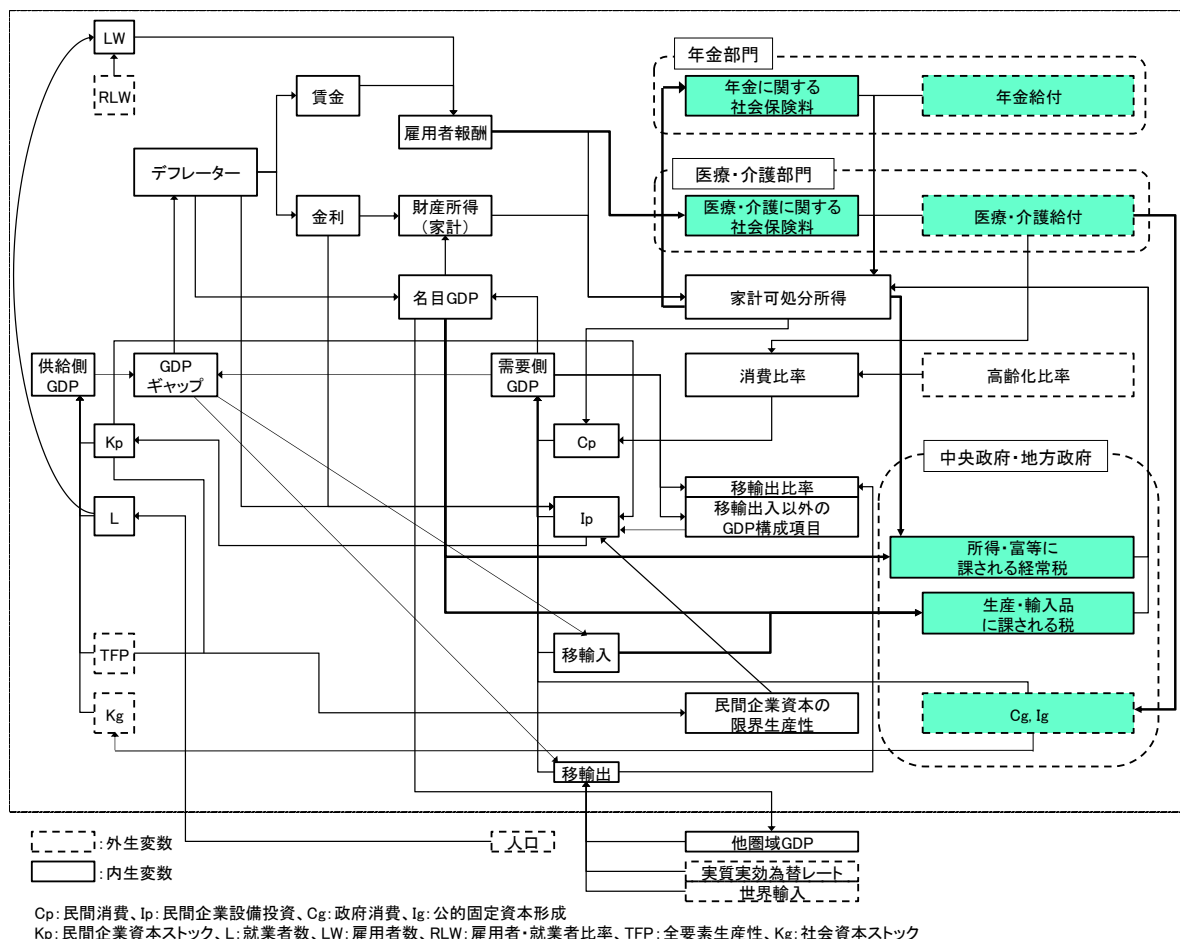 LW
RLW
賃金
雇用者報酬
年金部門
年金に関する
社会保険料
年金給付
デフレーター
金利
財産所得
（家計）
医療・介護部門
医療・介護に関する
社会保険料
医療・介護給付
名目GDP
家計可処分所得
供給側
GDP
GDP
ギャップ
需要側
GDP
消費比率
高齢化比率
Kp
Cp
中央政府・地方政府
L
Ip
移輸出比率
移輸出入以外の
GDP構成項目
所得・富等に
課される経常税
生産・輸入品
に課される税
TFP
移輸入
Kg
民間企業資本の
限界生産性
Cg, Ig
移輸出
：外生変数
人口
他圏域GDP
：内生変数
実質実効為替レート
世界輸入
Cp：民間消費、Ip：民間企業設備投資、Cg：政府消費、Ig：公的固定資本形成
Kp：民間企業資本ストック、L：就業者数、LW：雇用者数、RLW：雇用者・就業者比率、TFP：全要素生産性、Kg：社会資本ストック